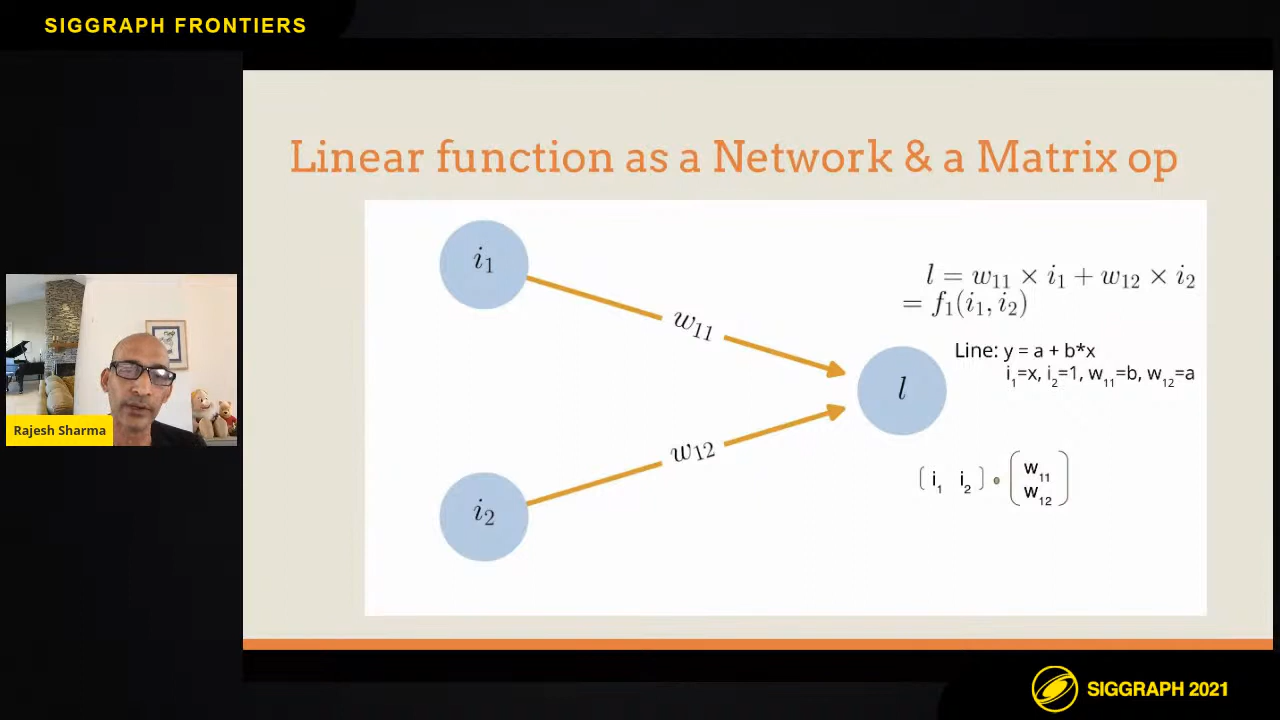 SIGGRAPH FRONTIERS
Linear function as a Network & a Matrix op
i₁
w₁₁
l = w₁₁ × i₁ + w₁₂ × i₂
= f₁(i₁, i₂)
Line: y = a + b*x
i₁=x, i₂=1, w₁₁=b, w₁₂=a
l
w₁₂
[ i₁ i₂ ] • [ w₁₁
w₁₂ ]
i₂
Rajesh Sharma
SIGGRAPH 2021